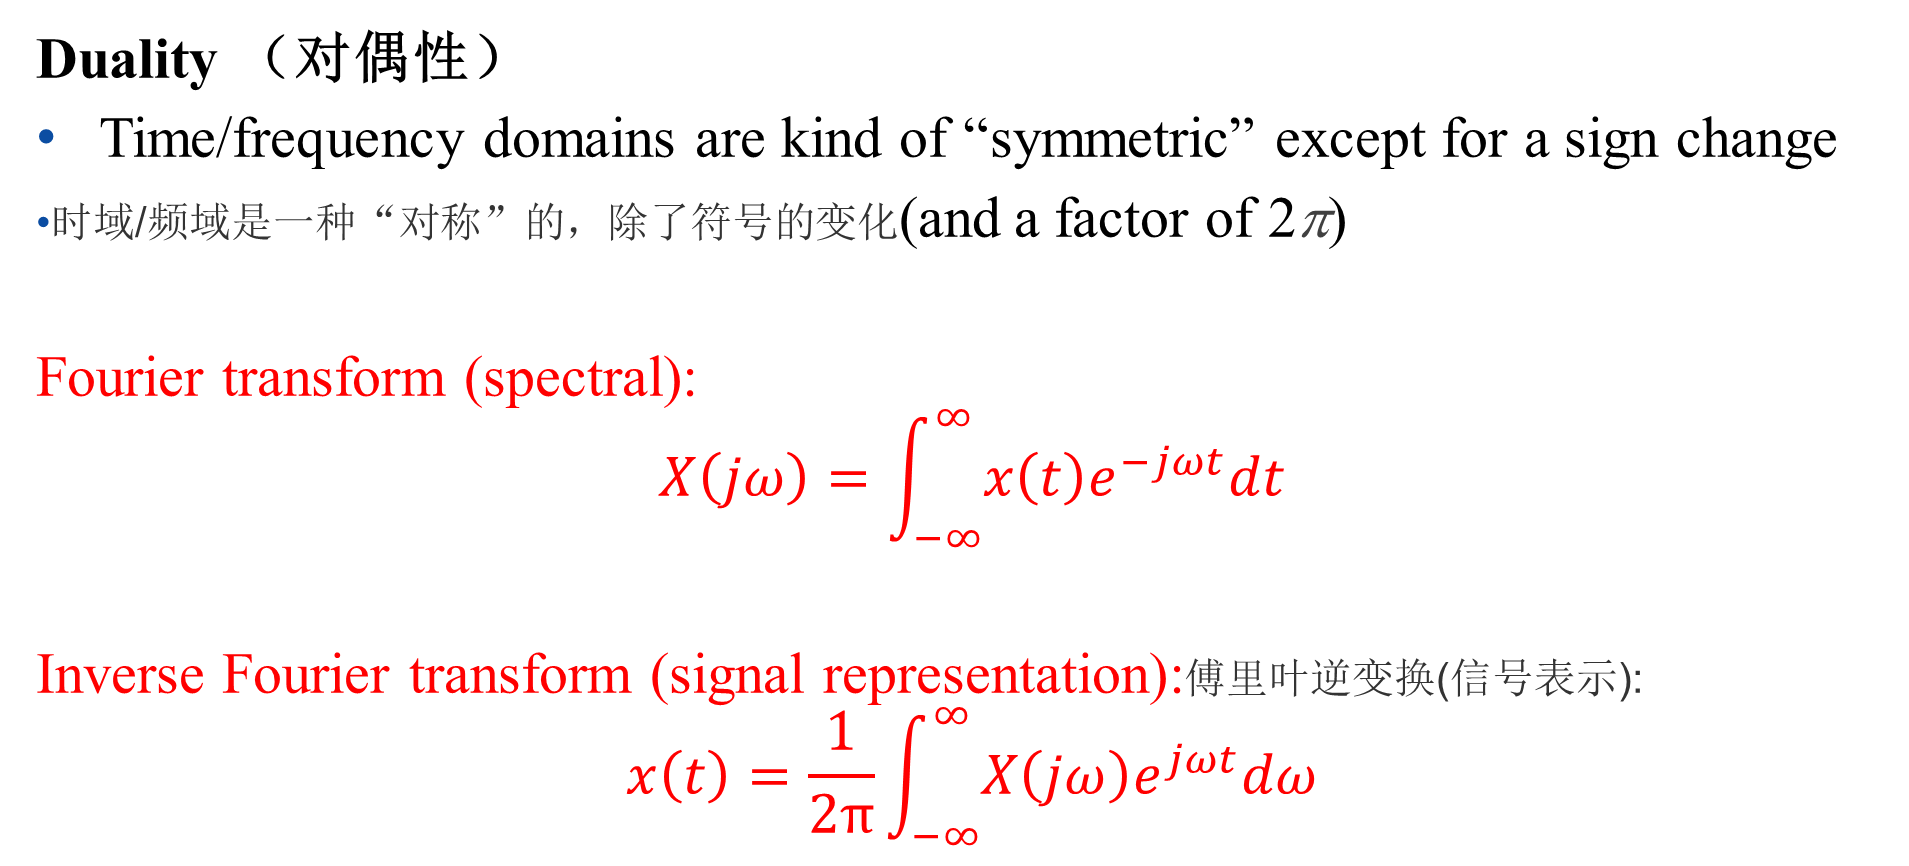 Duality （对偶性）
• Time/frequency domains are kind of “symmetric” except for a sign change
•时域/频域是一种“对称”的，除了符号的变化(and a factor of 2π)
Fourier transform (spectral):
X(jω) = ∫_{−∞}^{∞} x(t)e^{−jωt}dt
Inverse Fourier transform (signal representation):傅里叶逆变换(信号表示):
x(t) = \frac{1}{2π} ∫_{−∞}^{∞} X(jω)e^{jωt}dω